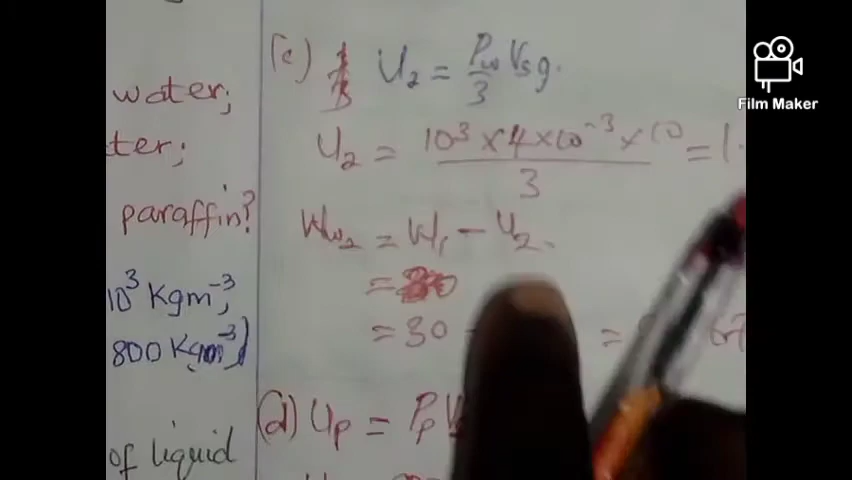 water;
ter;
paraffin?
10³ Kgm⁻³;
800 Kgm⁻³)
of liquid
(c) U₂ = ρw/3 Vs g.
U₂ = 10³ × 4 × 10⁻³ × 10 / 3 = 1.
Ww₂ = W₁ - U₂.
=
= 30 - =
(d) Up = ρp V
Film Maker